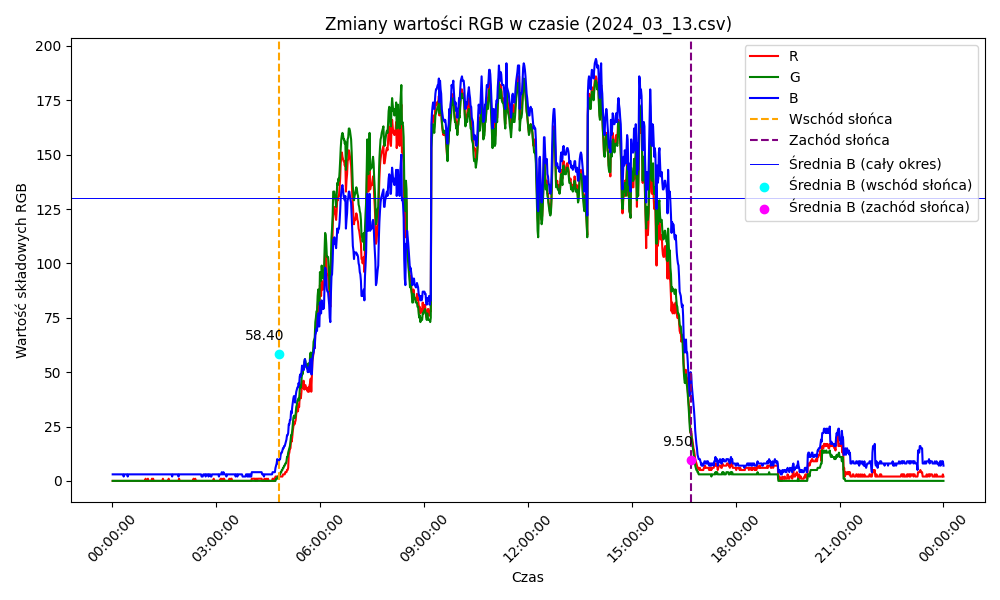 Zmiany wartości RGB w czasie (2024_03_13.csv)
Wartość składowych RGB
200
175
150
125
100
75
50
25
0
R
G
B
Wschód słońca
Zachód słońca
Średnia B (cały okres)
Średnia B (wschód słońca)
Średnia B (zachód słońca)
58.40
9.50
00:00:00
03:00:00
06:00:00
09:00:00
12:00:00
15:00:00
18:00:00
21:00:00
00:00:00
Czas